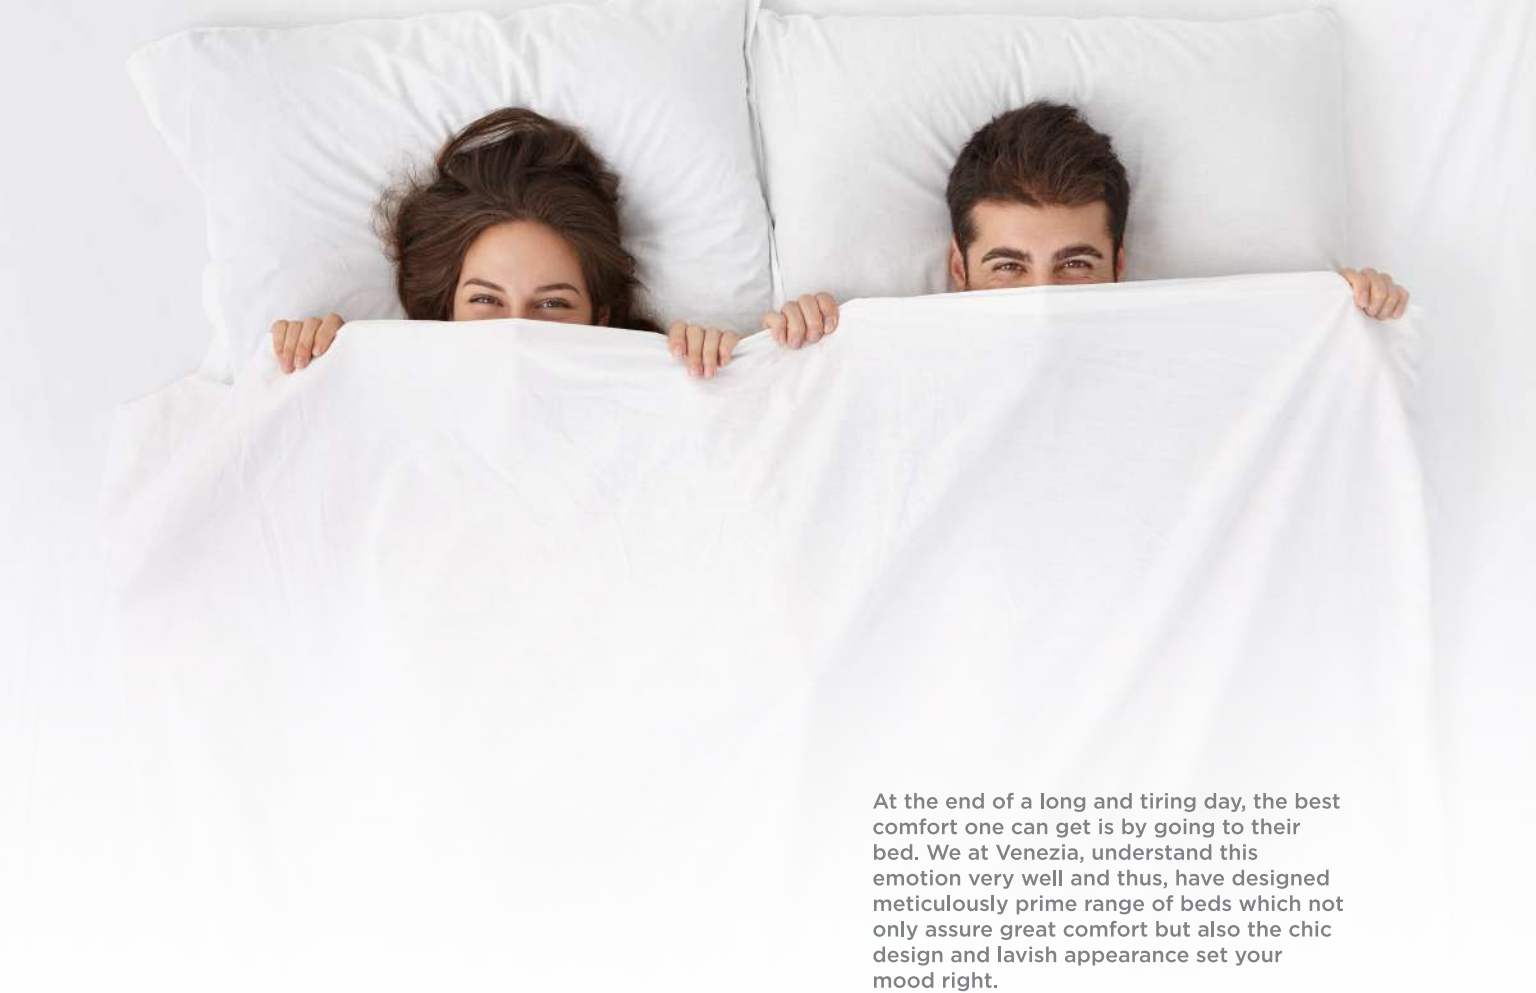 At the end of a long and tiring day, the best
comfort one can get is by going to their
bed. We at Venezia, understand this
emotion very well and thus, have designed
meticulously prime range of beds which not
only assure great comfort but also the chic
design and lavish appearance set your
mood right.